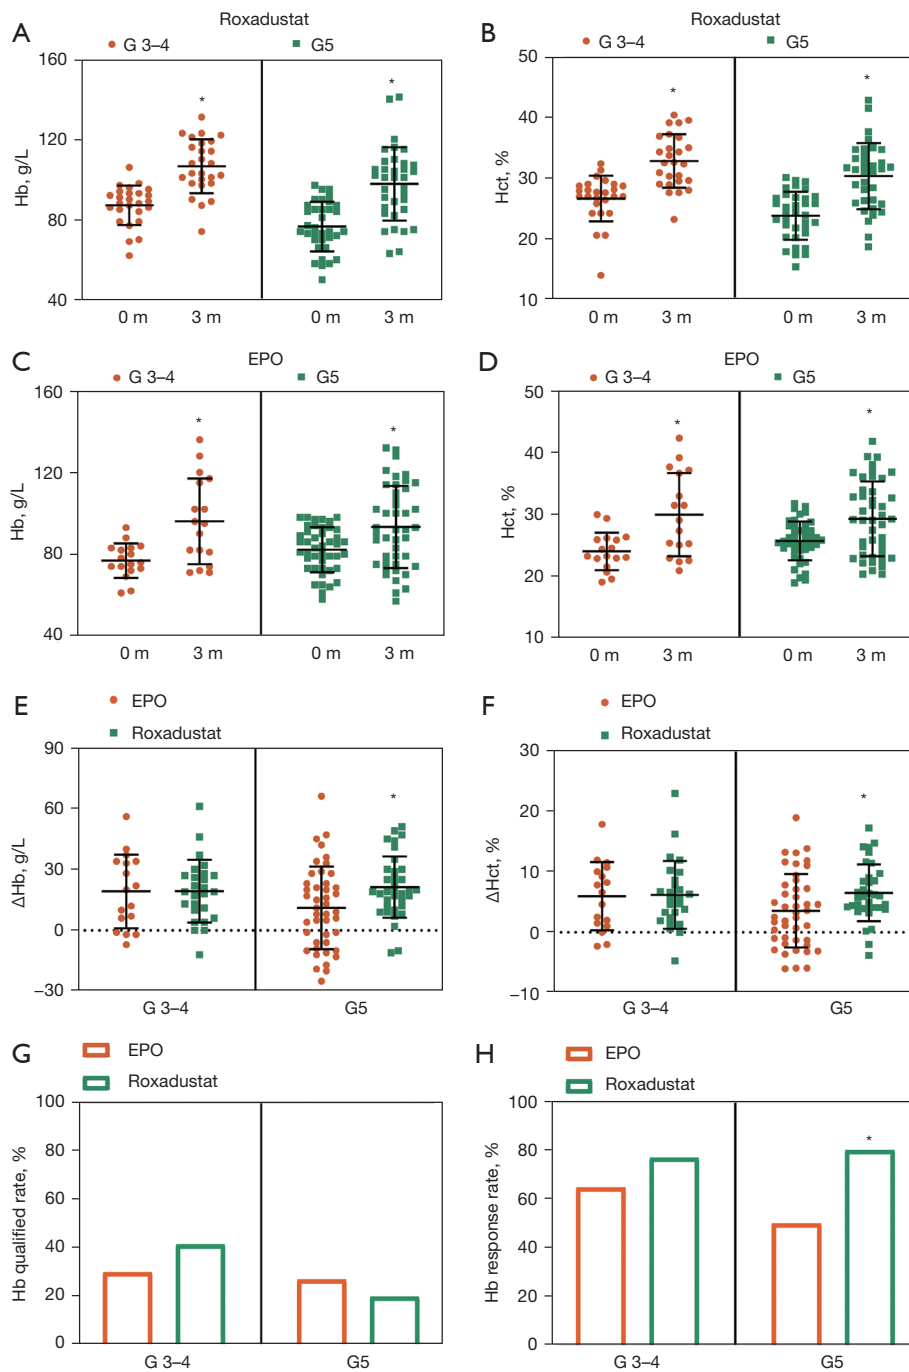 A
Roxadustat
G 3–4
G5
Hb, g/L
160
120
80
40
*
*
0 m
3 m
0 m
3 m
B
Roxadustat
G 3–4
G5
Hct, %
50
40
30
20
10
*
*
0 m
3 m
0 m
3 m
C
EPO
G 3–4
G5
Hb, g/L
160
120
80
40
*
*
0 m
3 m
0 m
3 m
D
EPO
G 3–4
G5
Hct, %
50
40
30
20
10
*
*
0 m
3 m
0 m
3 m
E
EPO
Roxadustat
ΔHb, g/L
90
60
30
0
–30
*
G 3–4
G5
F
EPO
Roxadustat
ΔHct, %
30
20
10
0
–10
*
G 3–4
G5
G
EPO
Roxadustat
Hb qualified rate, %
100
80
60
40
20
0
G 3–4
G5
H
EPO
Roxadustat
Hb response rate, %
100
80
60
40
20
0
*
G 3–4
G5